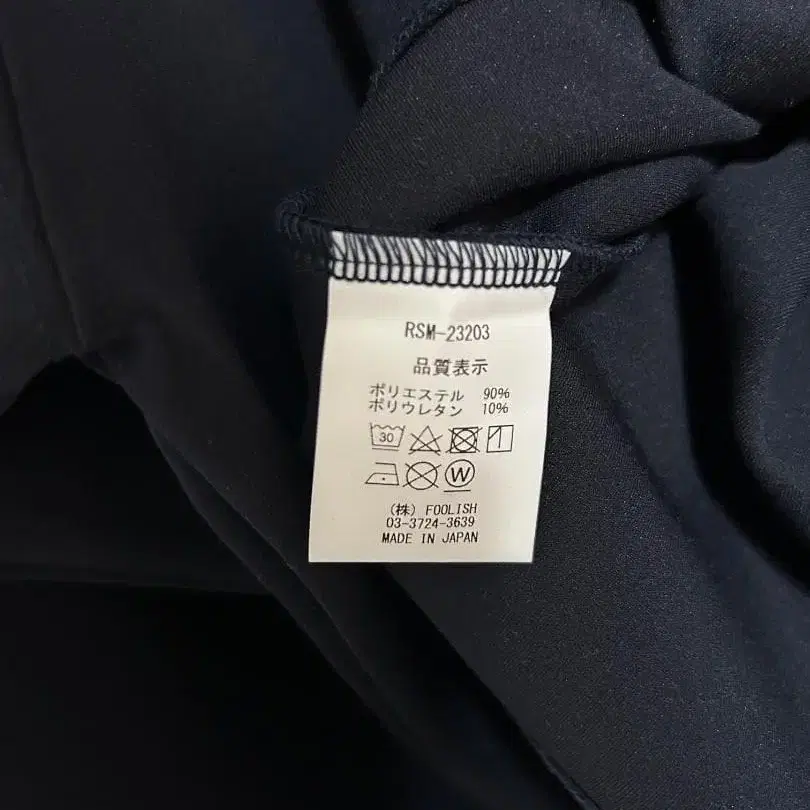 RSM-23203
品質表示
ポリエステル 90%
ポリウレタン 10%
30
W
(株) FOOLISH
03-3724-3639
MADE IN JAPAN